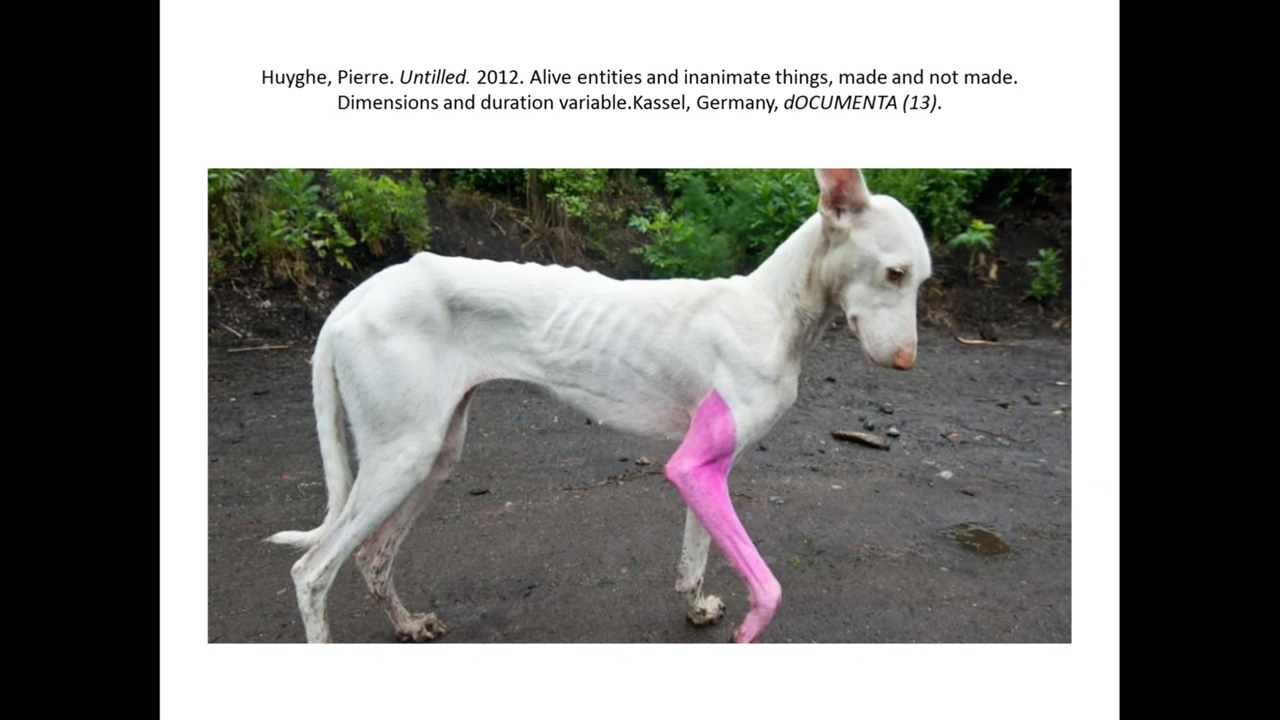 Huyghe, Pierre. Untilled. 2012. Alive entities and inanimate things, made and not made.
Dimensions and duration variable.Kassel, Germany, dOCUMENTA (13).